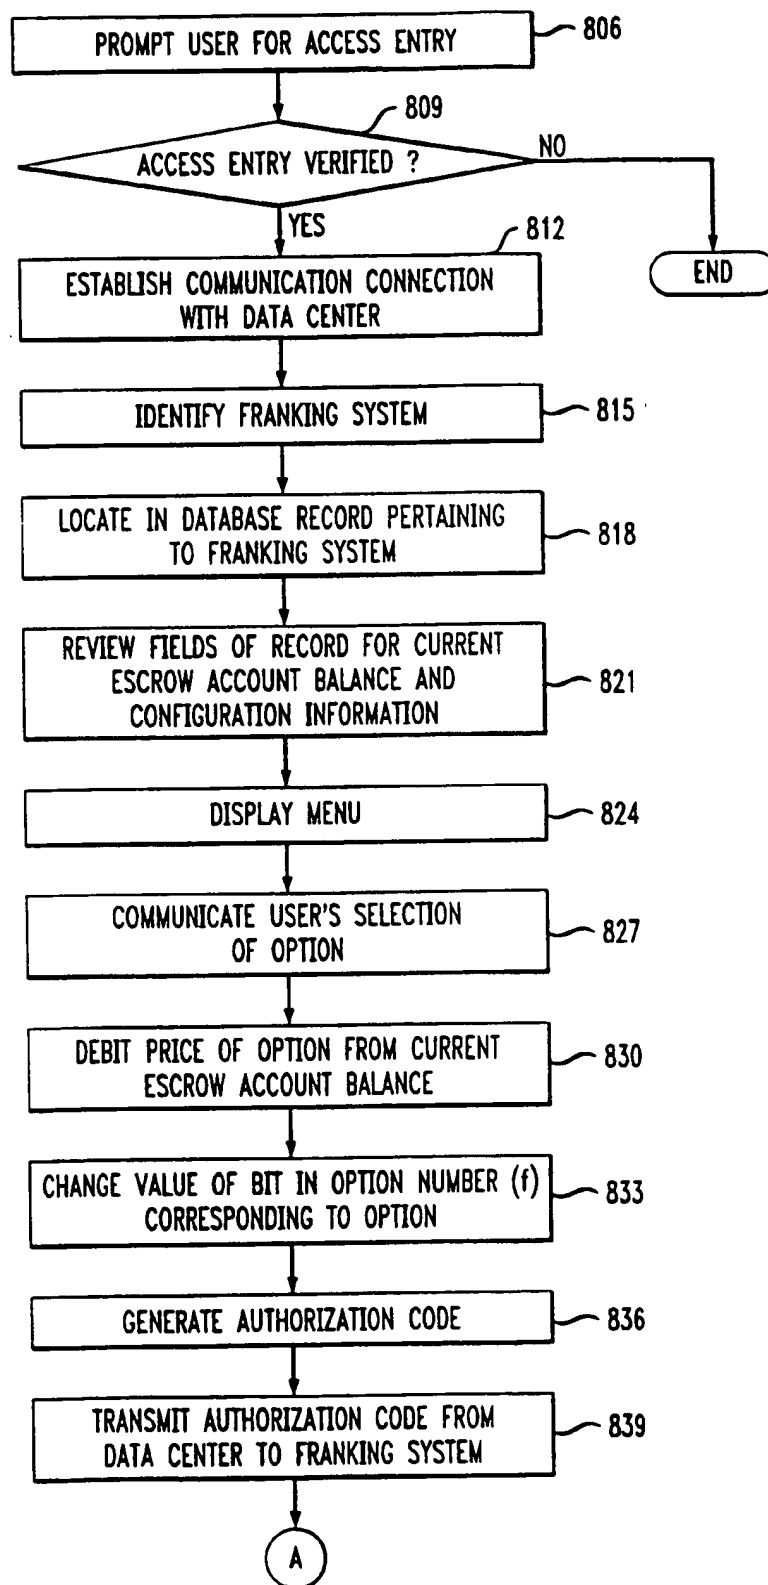 PROMPT USER FOR ACCESS ENTRY
806
809
ACCESS ENTRY VERIFIED ?
NO
YES
END
812
ESTABLISH COMMUNICATION CONNECTION
WITH DATA CENTER
IDENTIFY FRANKING SYSTEM
815
LOCATE IN DATABASE RECORD PERTAINING
TO FRANKING SYSTEM
818
REVIEW FIELDS OF RECORD FOR CURRENT
ESCROW ACCOUNT BALANCE AND
CONFIGURATION INFORMATION
821
DISPLAY MENU
824
COMMUNICATE USER'S SELECTION
OF OPTION
827
DEBIT PRICE OF OPTION FROM CURRENT
ESCROW ACCOUNT BALANCE
830
CHANGE VALUE OF BIT IN OPTION NUMBER (f)
CORRESPONDING TO OPTION
833
GENERATE AUTHORIZATION CODE
836
TRANSMIT AUTHORIZATION CODE FROM
DATA CENTER TO FRANKING SYSTEM
839
A